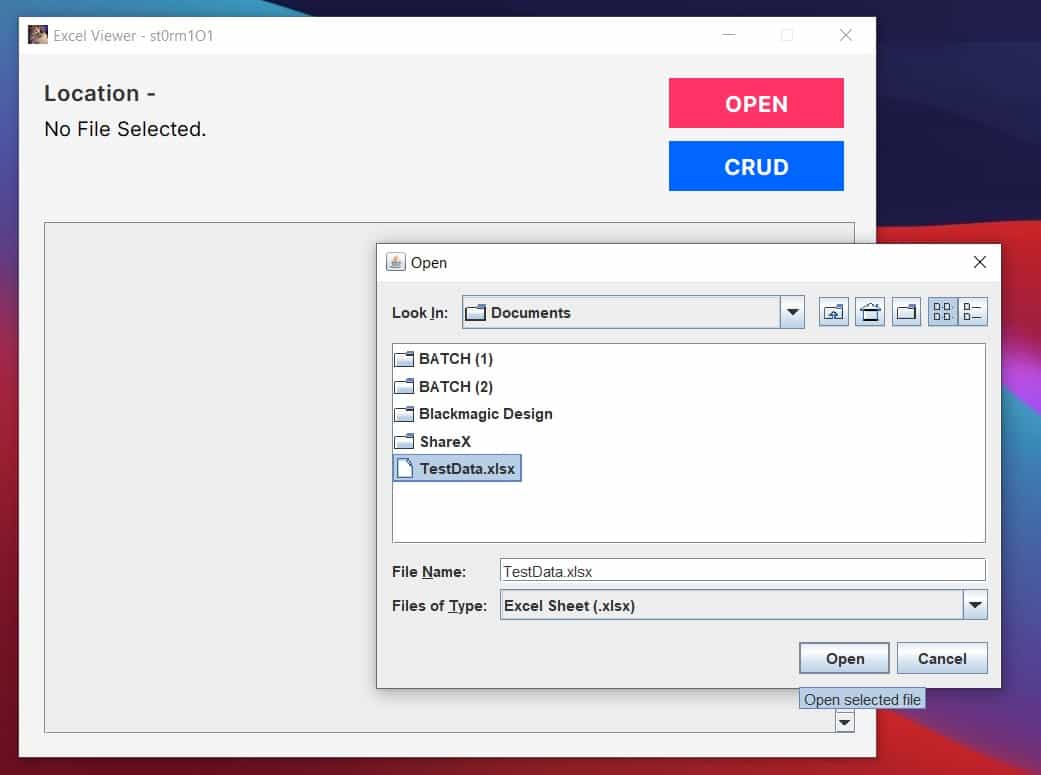 Excel Viewer - st0rm1O1
Location -
No File Selected.
OPEN
CRUD
Open
Look In: Documents
BATCH (1)
BATCH (2)
Blackmagic Design
ShareX
TestData.xlsx
File Name: TestData.xlsx
Files of Type: Excel Sheet (.xlsx)
Open Cancel
Open selected file